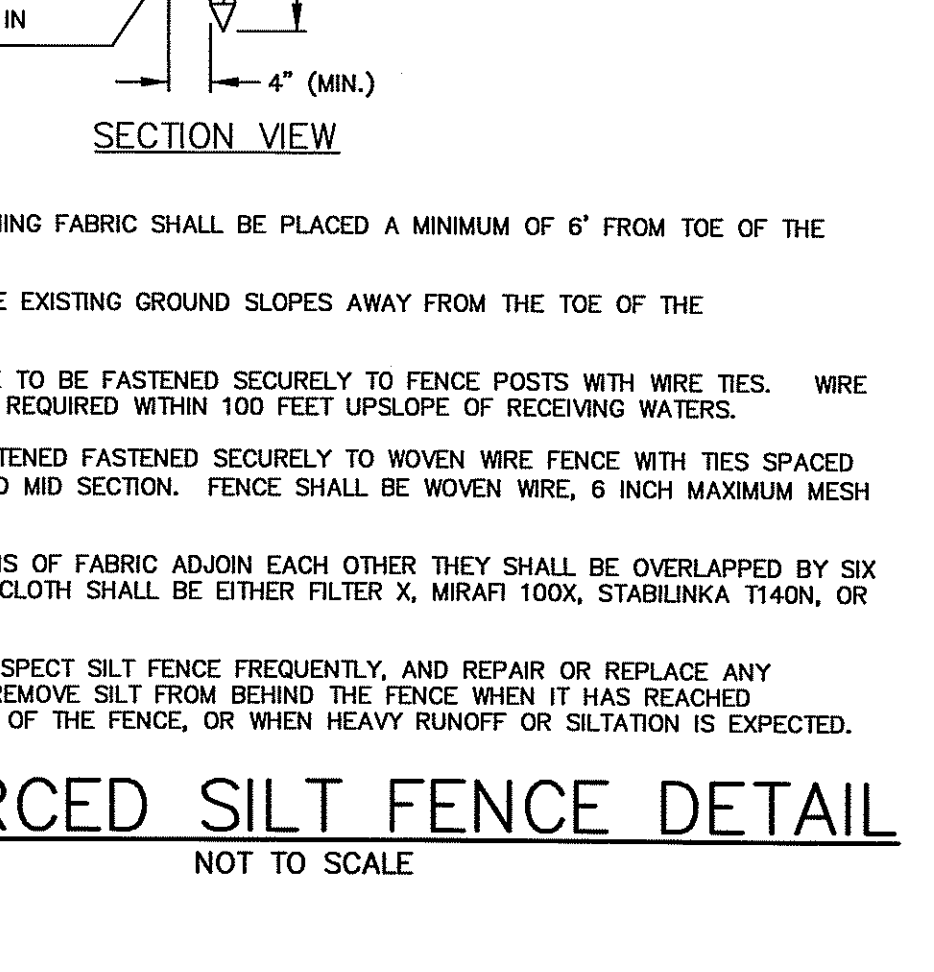 IN
4" (MIN.)
SECTION VIEW
FABRIC SHALL BE PLACED A MINIMUM OF 6' FROM TOE OF THE
EXISTING GROUND SLOPES AWAY FROM THE TOE OF THE
TO BE FASTENED SECURELY TO FENCE POSTS WITH WIRE TIES. WIRE
REQUIRED WITHIN 100 FEET UPSLOPE OF RECEIVING WATERS.
TENED FASTENED SECURELY TO WOVEN WIRE FENCE WITH TIES SPACED
MID SECTION. FENCE SHALL BE WOVEN WIRE, 6 INCH MAXIMUM MESH
OF FABRIC ADJOIN EACH OTHER THEY SHALL BE OVERLAPPED BY SIX
CLOTH SHALL BE EITHER FILTER X, MIRAFI 100X, STABILINKA T140N, OR
SPECT SILT FENCE FREQUENTLY, AND REPAIR OR REPLACE ANY
REMOVE SILT FROM BEHIND THE FENCE WHEN IT HAS REACHED
OF THE FENCE, OR WHEN HEAVY RUNOFF OR SILTATION IS EXPECTED.
RCED SILT FENCE DETAIL
NOT TO SCALE